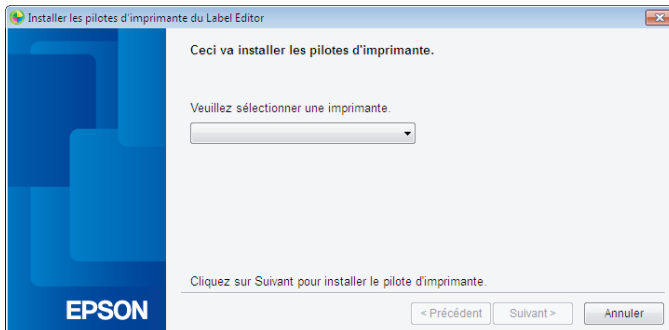 Installer les pilotes d'imprimante du Label Editor
Ceci va installer les pilotes d'imprimante.
Veuillez sélectionner une imprimante.
Cliquez sur Suivant pour installer le pilote d'imprimante.
EPSON
< Précédent
Suivant >
Annuler